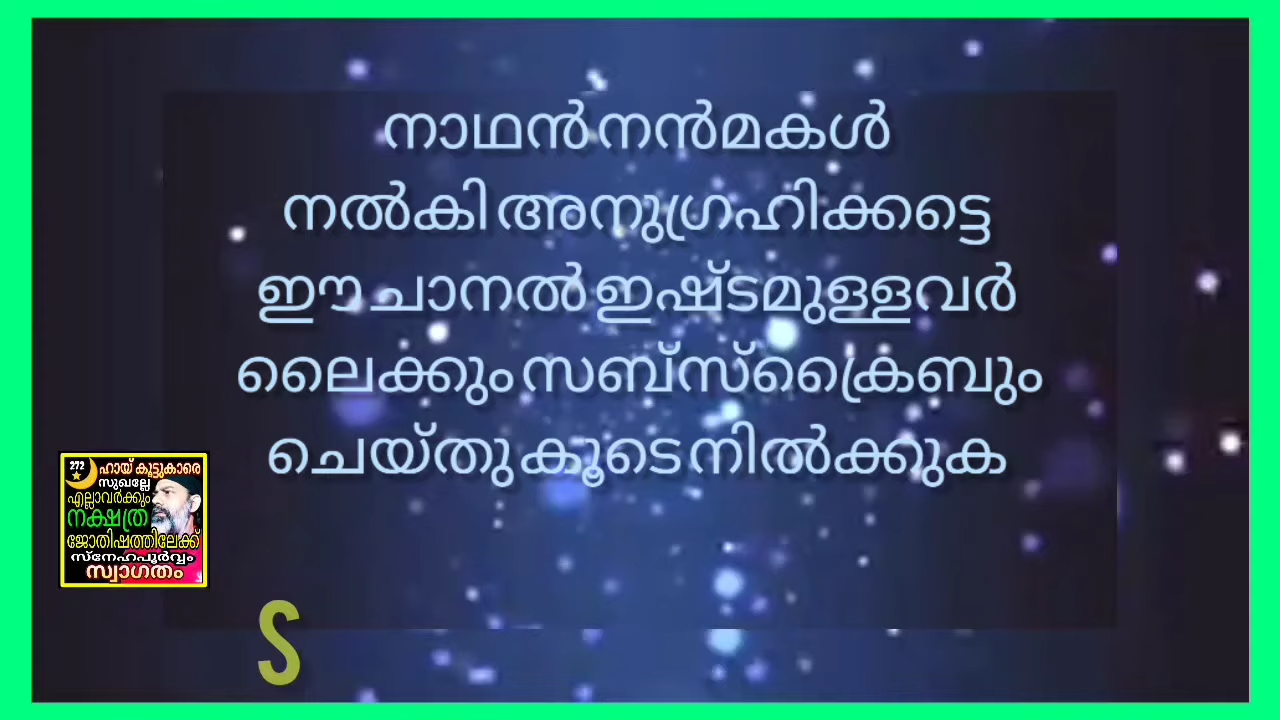 നാഥൻ നൻമകൾ
നൽകി അനുഗ്രഹിക്കട്ടെ
ഈ ചാനൽ ഇഷ്ടമുള്ളവർ
ലൈക്കും സബ്സ്ക്രൈബും
ചെയ്തു കൂടെ നിൽക്കുക
272
ഹായ് കൂട്ടുകാരെ
സുഖല്ലേ
എല്ലാവർക്കും
നക്ഷത്ര
ജോതിഷത്തിലേക്ക്
സ്നേഹപൂർവ്വം
സ്വാഗതം
S